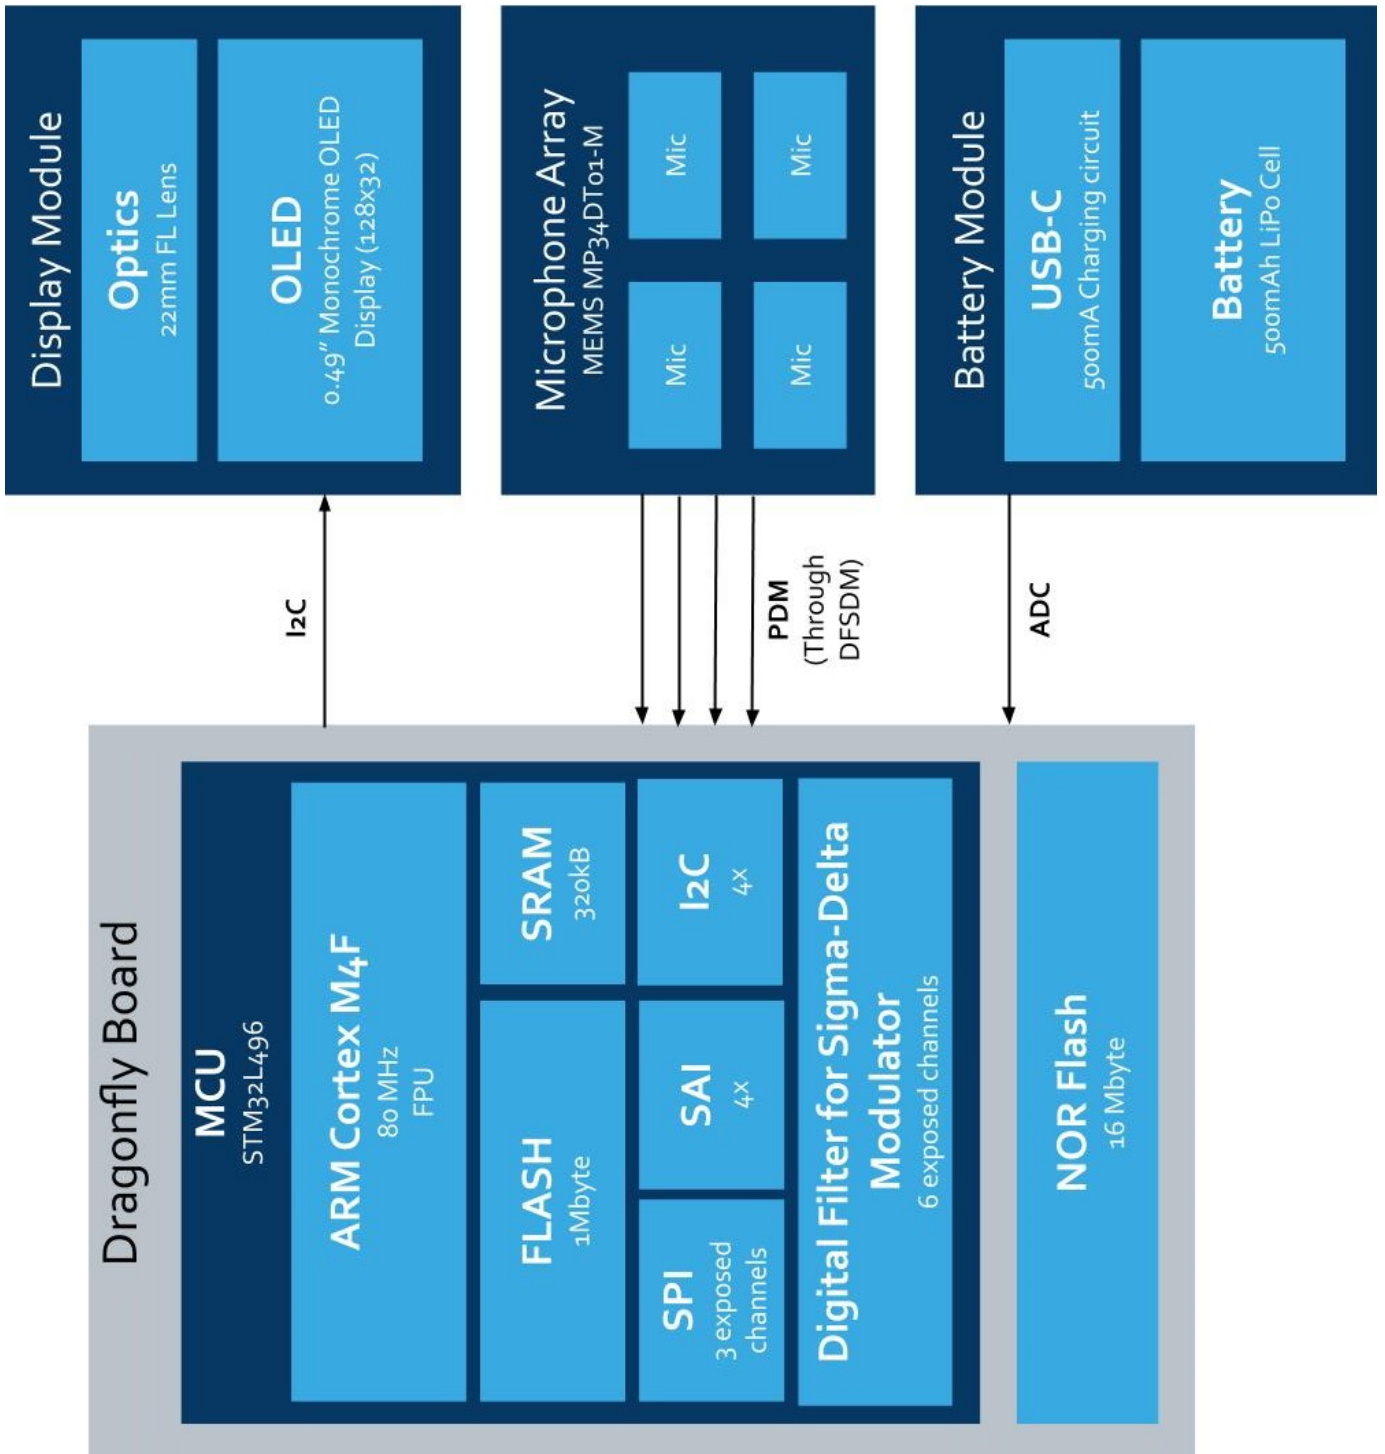 Dragonfly Board
MCU
STM32L496
ARM Cortex M4F
80 MHz
FPU
FLASH
1Mbyte
SRAM
320kB
SPI
3 exposed
channels
SAI
4x
I2C
4x
Digital Filter for Sigma-Delta
Modulator
6 exposed channels
NOR Flash
16 Mbyte
I2C
PDM
(Through
DFSDM)
ADC
Display Module
Optics
22mm FL Lens
OLED
0.49” Monochrome OLED
Display (128x32)
Microphone Array
MEMS MP34DT01-M
Mic
Mic
Mic
Mic
Battery Module
USB-C
500mA Charging circuit
Battery
500mAh LiPo Cell